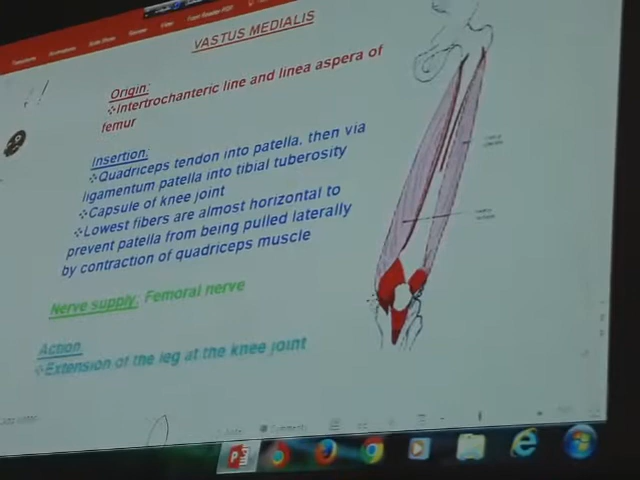 VASTUS MEDIALIS
Origin:
❖Intertrochanteric line and linea aspera of
femur
Insertion:
❖Quadriceps tendon into patella, then via
ligamentum patella into tibial tuberosity
❖Capsule of knee joint
❖Lowest fibers are almost horizontal to
prevent patella from being pulled laterally
by contraction of quadriceps muscle
Nerve supply: Femoral nerve
Action
❖Extension of the leg at the knee joint